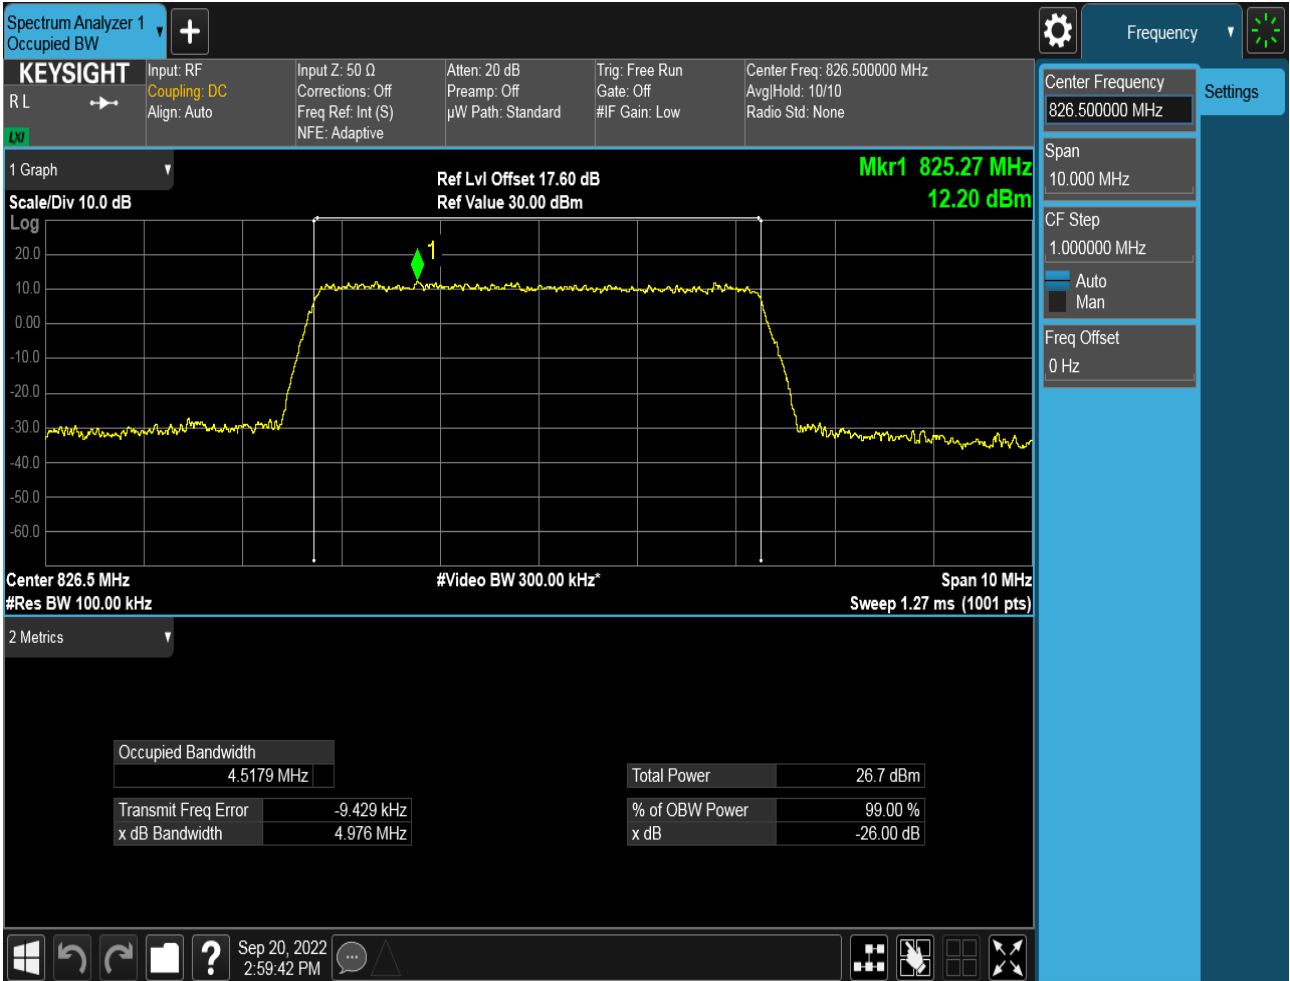 Spectrum Analyzer 1
Occupied BW
Frequency
KEYSIGHT
R L
LXI
Input: RF
Coupling: DC
Align: Auto
Input Z: 50 Ω
Corrections: Off
Freq Ref: Int (S)
NFE: Adaptive
Atten: 20 dB
Preamp: Off
µW Path: Standard
Trig: Free Run
Gate: Off
#IF Gain: Low
Center Freq: 826.500000 MHz
Avg|Hold: 10/10
Radio Std: None
Center Frequency
826.500000 MHz
Settings
Span
10.000 MHz
CF Step
1.000000 MHz
Auto
Man
Freq Offset
0 Hz
1 Graph
Scale/Div 10.0 dB
Ref Lvl Offset 17.60 dB
Ref Value 30.00 dBm
Mkr1 825.27 MHz
12.20 dBm
Log
20.0
10.0
0.00
-10.0
-20.0
-30.0
-40.0
-50.0
-60.0
1
Center 826.5 MHz
#Video BW 300.00 kHz*
Span 10 MHz
#Res BW 100.00 kHz
Sweep 1.27 ms (1001 pts)
2 Metrics
Occupied Bandwidth
4.5179 MHz
Total Power 26.7 dBm
Transmit Freq Error -9.429 kHz
% of OBW Power 99.00 %
x dB Bandwidth 4.976 MHz
x dB -26.00 dB
?
Sep 20, 2022
2:59:42 PM